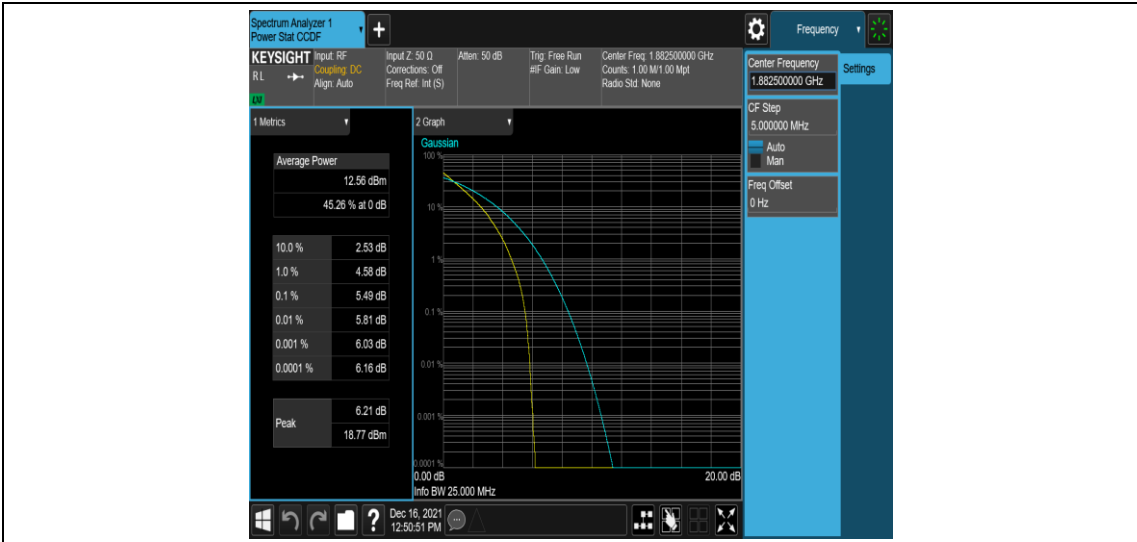 Spectrum Analyzer 1
Power Stat CCDF
+
Frequency
KEYSIGHT Input: RF Input Z: 50 Ω Atten: 50 dB Trig: Free Run Center Freq: 1.882500000 GHz
RL Coupling: DC Corrections: Off #IF Gain: Low Counts: 1.00 M/1.00 Mpt
Align: Auto Freq Ref: Int (S) Radio Std: None
LXI
Center Frequency
1.882500000 GHz
Settings
CF Step
5.000000 MHz
Auto
Man
Freq Offset
0 Hz
1 Metrics
Average Power
12.56 dBm
45.26 % at 0 dB
10.0 % 2.53 dB
1.0 % 4.58 dB
0.1 % 5.49 dB
0.01 % 5.81 dB
0.001 % 6.03 dB
0.0001 % 6.16 dB
Peak 6.21 dB
18.77 dBm
2 Graph
Gaussian
100 %
10 %
1 %
0.1 %
0.01 %
0.001 %
0.0001 %
0.00 dB 20.00 dB
Info BW 25.000 MHz
? Dec 16, 2021
12:50:51 PM